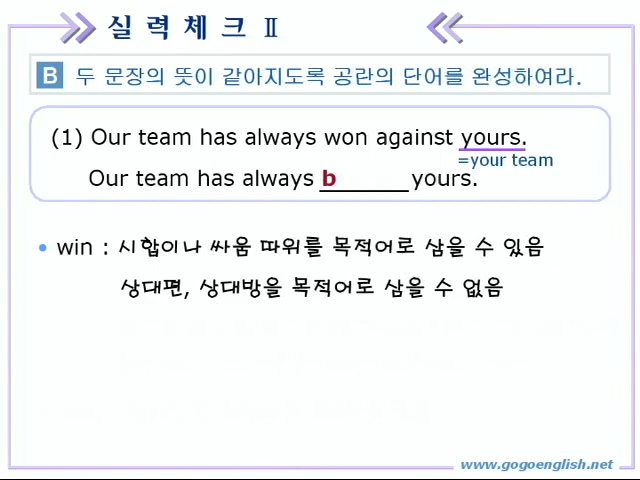 실력체크 Ⅱ
B 두 문장의 뜻이 같아지도록 공란의 단어를 완성하여라.
(1) Our team has always won against yours.
=your team
Our team has always b______ yours.
• win : 시합이나 싸움 따위를 목적어로 삼을 수 있음
상대편, 상대방을 목적어로 삼을 수 없음
www.gogoenglish.net